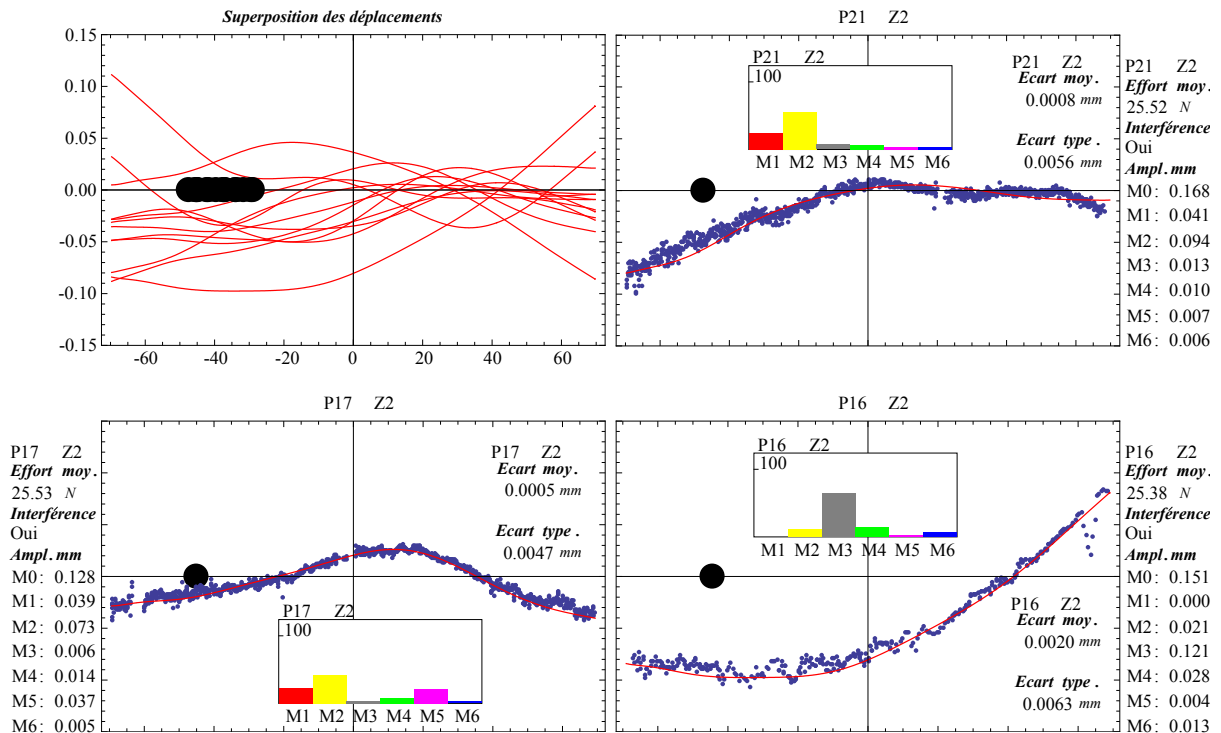 Superposition des déplacements
0.15
0.10
0.05
0.00
-0.05
-0.10
-0.15
-60 -40 -20 0 20 40 60
P21 Z2
P21 Z2
100
M1 M2 M3 M4 M5 M6
P21 Z2
Ecart moy.
0.0008 mm
Ecart type.
0.0056 mm
P21 Z2
Effort moy.
25.52 N
Interférence
Oui
Ampl.mm
M0: 0.168
M1: 0.041
M2: 0.094
M3: 0.013
M4: 0.010
M5: 0.007
M6: 0.006
P17 Z2
P17 Z2
Effort moy.
25.53 N
Interférence
Oui
Ampl.mm
M0: 0.128
M1: 0.039
M2: 0.073
M3: 0.006
M4: 0.014
M5: 0.037
M6: 0.005
P17 Z2
Ecart moy.
0.0005 mm
Ecart type.
0.0047 mm
P17 Z2
100
M1 M2 M3 M4 M5 M6
P16 Z2
P16 Z2
100
M1 M2 M3 M4 M5 M6
P16 Z2
Ecart moy.
0.0020 mm
Ecart type.
0.0063 mm
P16 Z2
Effort moy.
25.38 N
Interférence
Oui
Ampl.mm
M0: 0.151
M1: 0.000
M2: 0.021
M3: 0.121
M4: 0.028
M5: 0.004
M6: 0.013